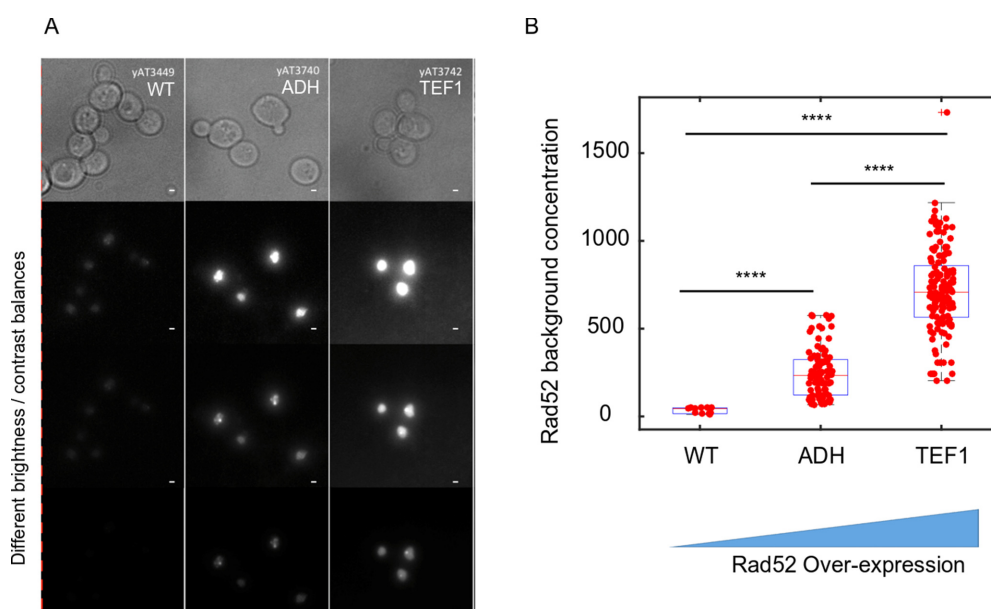 A
yAT3449
WT
yAT3740
ADH
yAT3742
TEF1
Different brightness / contrast balances
B
Rad52 background concentration
1500
1000
500
0
****
****
****
WT
ADH
TEF1
Rad52 Over-expression